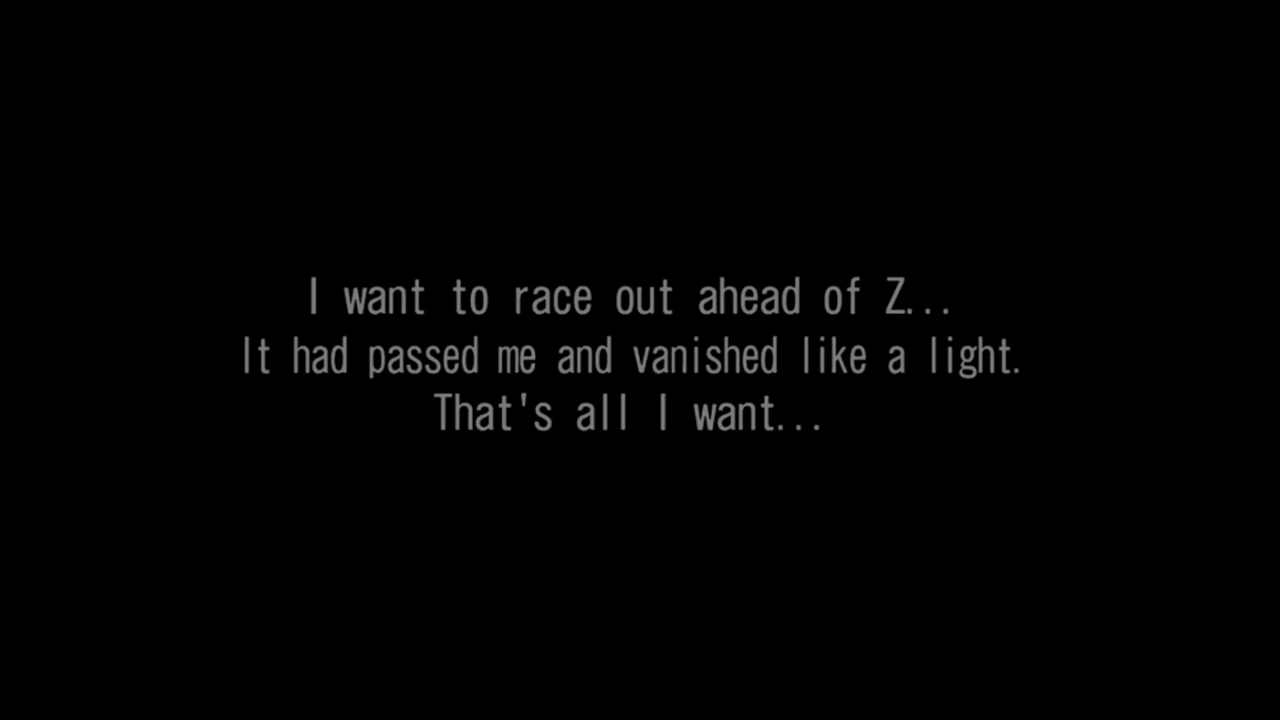 I want to race out ahead of Z...
It had passed me and vanished like a light.
That's all I want...